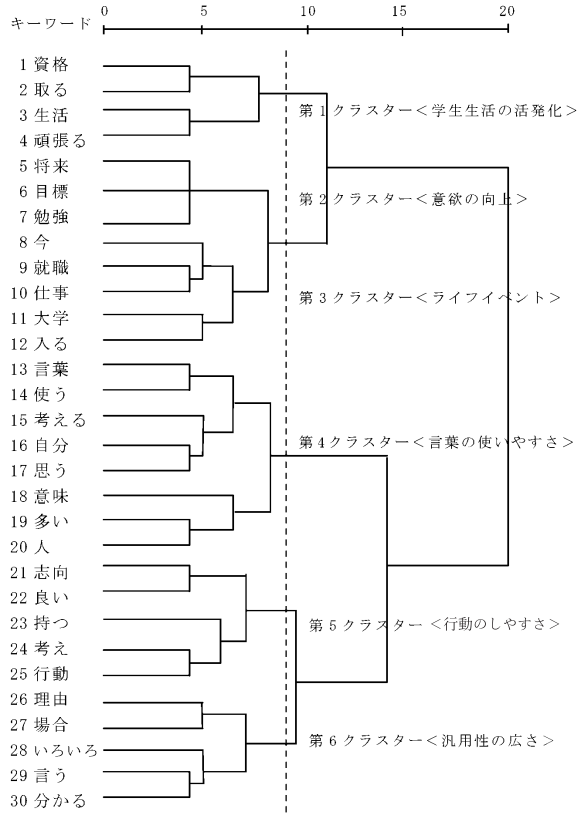 0 5 10 15 20
キーワード
1 資格
2 取る
第1クラスター＜学生生活の活発化＞
3 生活
4 頑張る
5 将来
6 目標
第2クラスター＜意欲の向上＞
7 勉強
8 今
9 就職
10 仕事
第3クラスター＜ライフイベント＞
11 大学
12 入る
13 言葉
14 使う
15 考える
16 自分
第4クラスター＜言葉の使いやすさ＞
17 思う
18 意味
19 多い
20 人
21 志向
22 良い
23 持つ
第5クラスター ＜行動のしやすさ＞
24 考え
25 行動
26 理由
27 場合
第6クラスター＜汎用性の広さ＞
28 いろいろ
29 言う
30 分かる